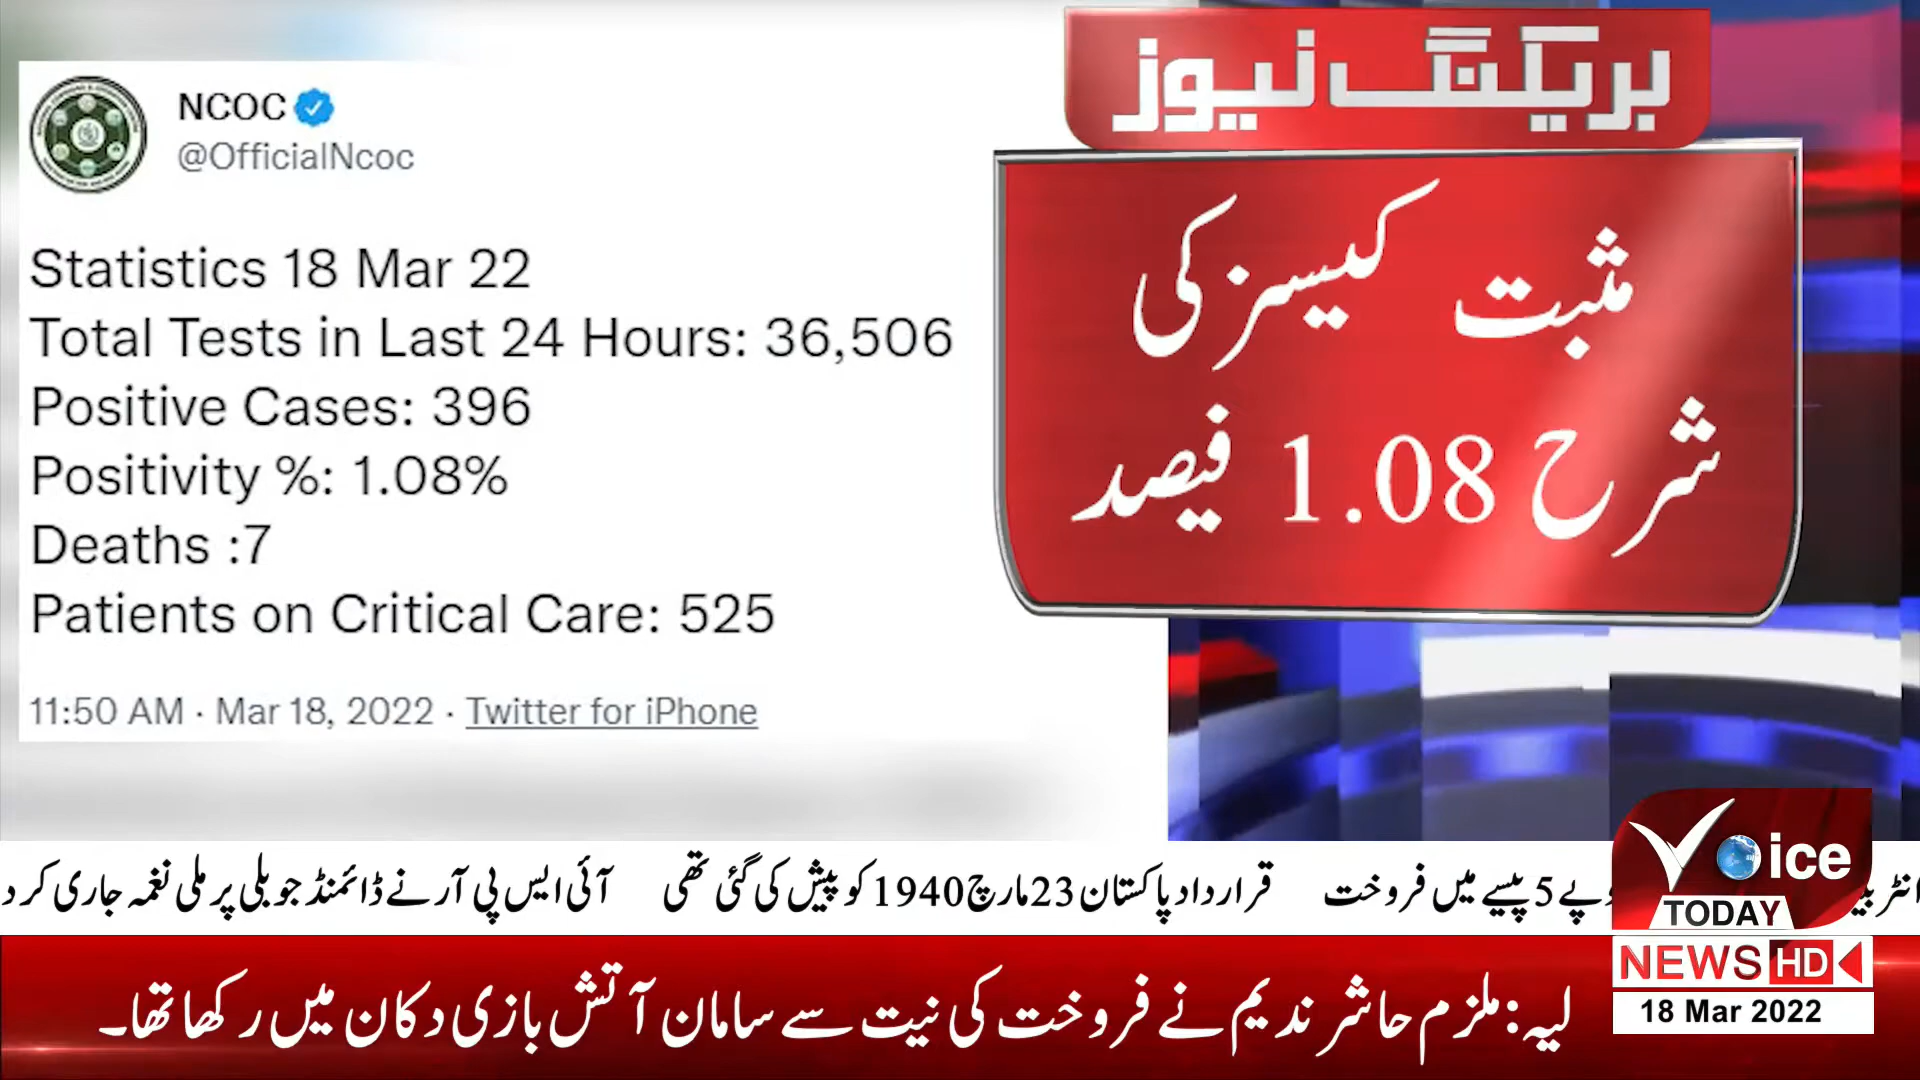 NCOC
@OfficialNcoc
Statistics 18 Mar 22
Total Tests in Last 24 Hours: 36,506
Positive Cases: 396
Positivity %: 1.08%
Deaths :7
Patients on Critical Care: 525
11:50 AM · Mar 18, 2022 · Twitter for iPhone
بریکنگ نیوز
مثبت کیسز کی
شرح 1.08 فیصد
5 پیسے میں فروخت قرارداد پاکستان 23 مارچ 1940 کو پیش کی گئی تھی آئی ایس پی آر نے ڈائمنڈ جوبلی پر ملی نغمہ جاری کر د
لیہ: ملزم حاشر ندیم نے فروخت کی نیت سے سامان آتش بازی دکان میں رکھا تھا۔
Voice
TODAY
NEWS HD
18 Mar 2022